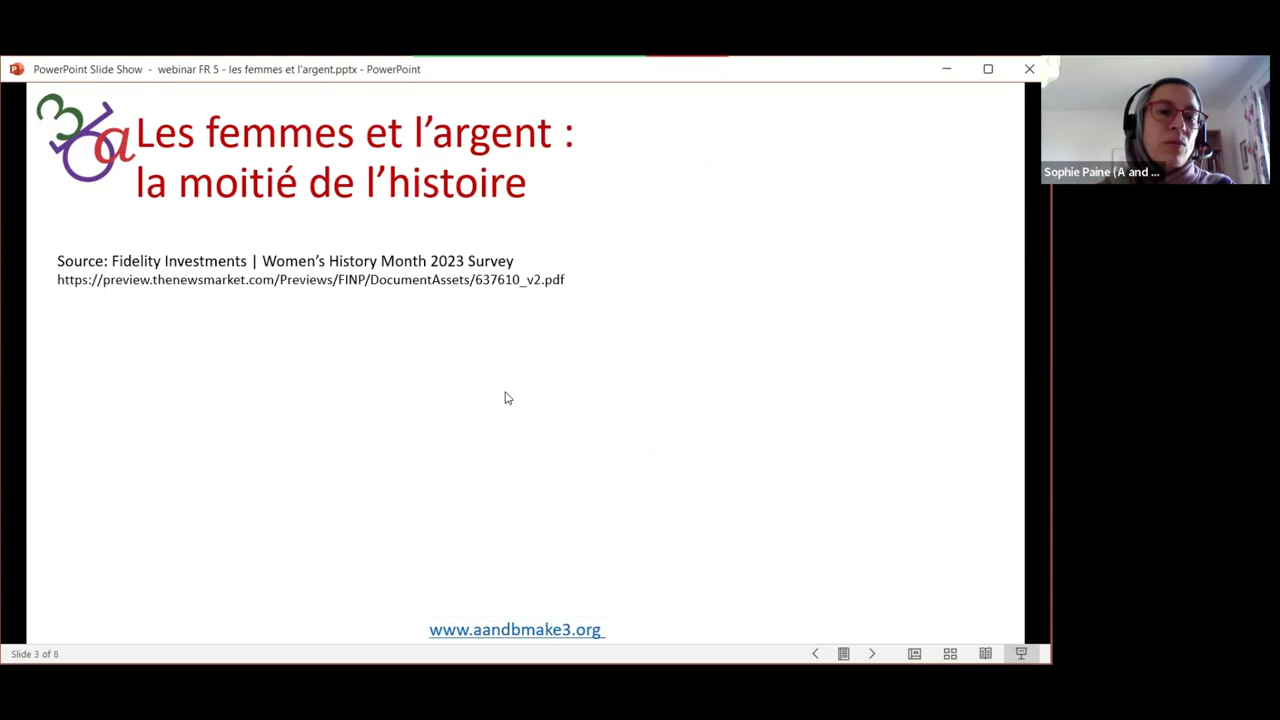 PowerPoint Slide Show - webinar FR 5 - les femmes et l'argent.pptx - PowerPoint
Les femmes et l’argent :
la moitié de l’histoire
Source: Fidelity Investments | Women’s History Month 2023 Survey
https://preview.thenewsmarket.com/Previews/FINP/DocumentAssets/637610_v2.pdf
www.aandbmake3.org
Slide 3 of 8
Sophie Paine (A and ...